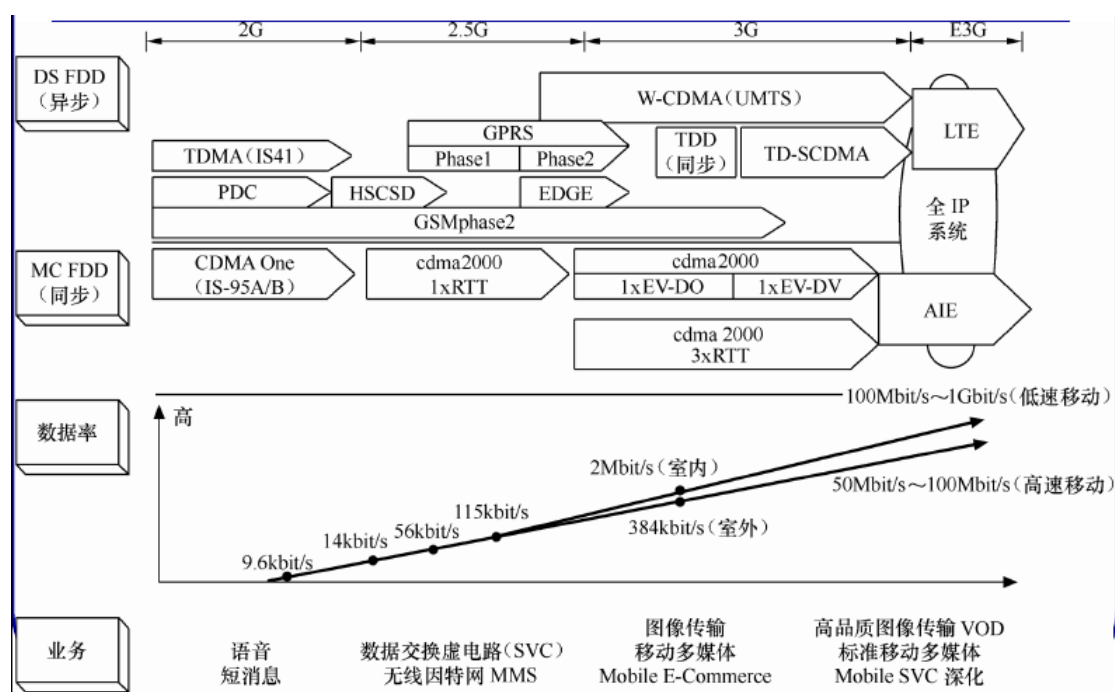 2G
2.5G
3G
E3G
DS FDD
（异步）
W-CDMA(UMTS)
LTE
GPRS
Phase1
Phase2
TDD
（同步）
TD-SCDMA
TDMA(IS41)
PDC
HSCSD
EDGE
GSMphase2
全 IP
系统
MC FDD
（同步）
CDMA One
(IS-95A/B)
cdma2000
1xRTT
cdma2000
1xEV-DO
1xEV-DV
AIE
cdma 2000
3xRTT
数据率
高
100Mbit/s～1Gbit/s(低速移动)
2Mbit/s(室内)
50Mbit/s～100Mbit/s(高速移动)
115kbit/s
56kbit/s
384kbit/s(室外)
14kbit/s
9.6kbit/s
业务
语音
短消息
数据交换虚电路(SVC)
无线因特网 MMS
图像传输
移动多媒体
Mobile E-Commerce
高品质图像传输 VOD
标准移动多媒体
Mobile SVC 深化